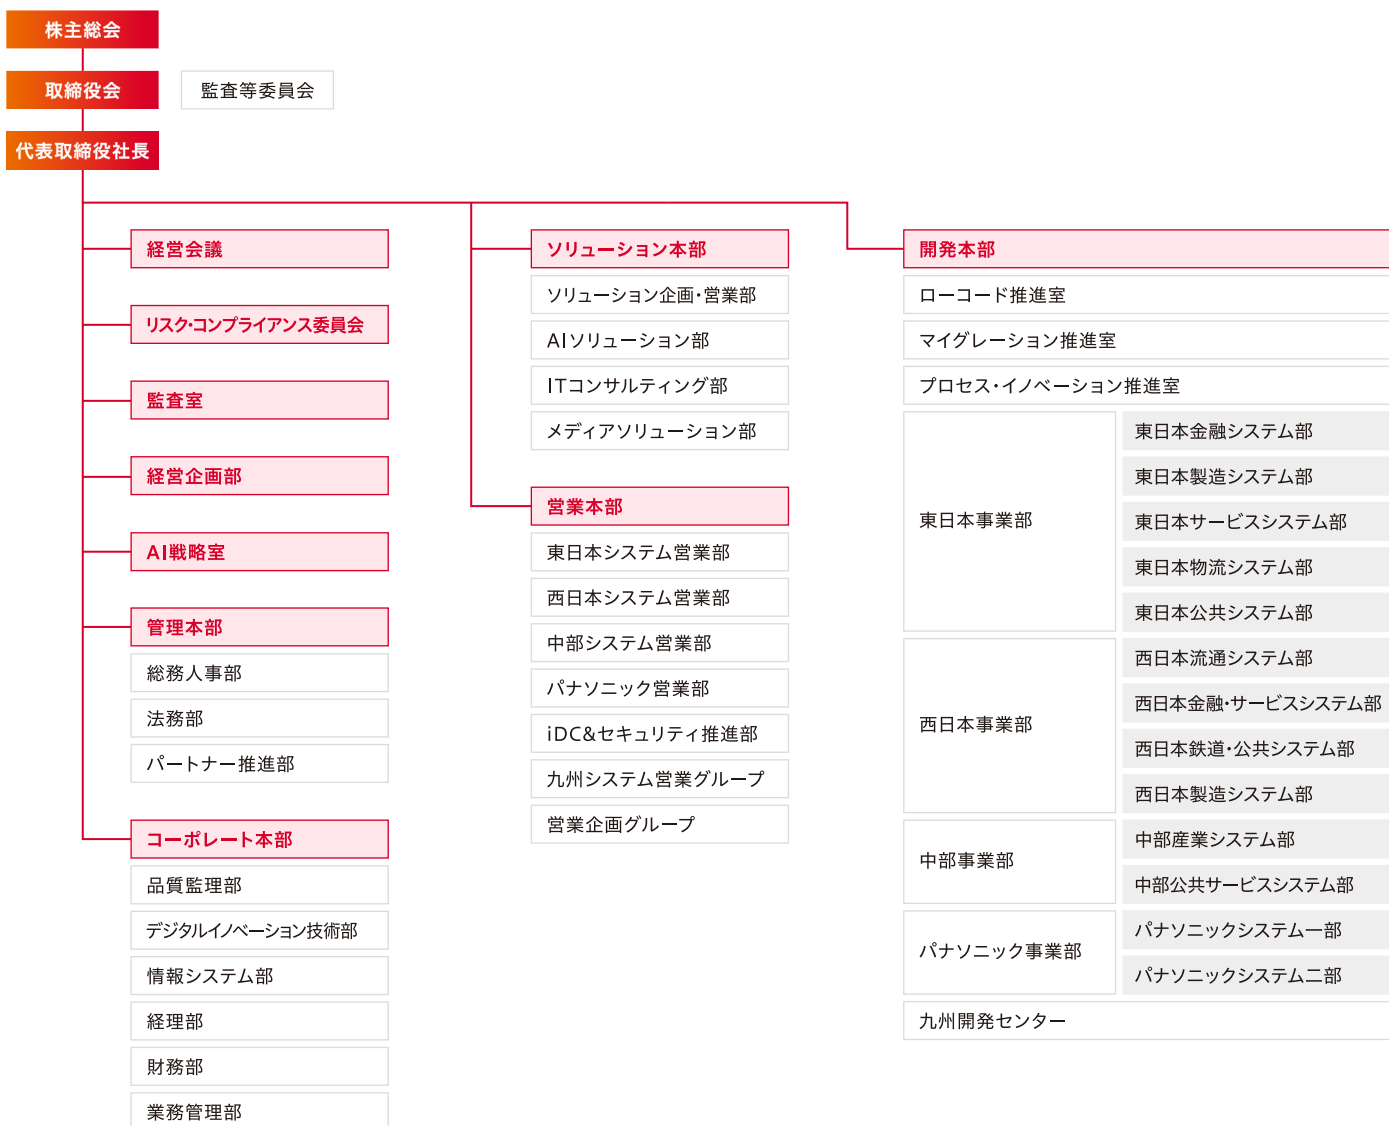 株主総会
取締役会
監査等委員会
代表取締役社長
経営会議
リスク・コンプライアンス委員会
監査室
経営企画部
AI戦略室
管理本部
総務人事部
法務部
パートナー推進部
コーポレート本部
品質監理部
デジタルイノベーション技術部
情報システム部
経理部
財務部
業務管理部
ソリューション本部
ソリューション企画・営業部
AIソリューション部
ITコンサルティング部
メディアソリューション部
営業本部
東日本システム営業部
西日本システム営業部
中部システム営業部
パナソニック営業部
iDC&セキュリティ推進部
九州システム営業グループ
営業企画グループ
開発本部
ローコード推進室
マイグレーション推進室
プロセス・イノベーション推進室
東日本事業部
東日本金融システム部
東日本製造システム部
東日本サービスシステム部
東日本物流システム部
東日本公共システム部
西日本事業部
西日本流通システム部
西日本金融・サービスシステム部
西日本鉄道・公共システム部
西日本製造システム部
中部事業部
中部産業システム部
中部公共サービスシステム部
パナソニック事業部
パナソニックシステム一部
パナソニックシステム二部
九州開発センター